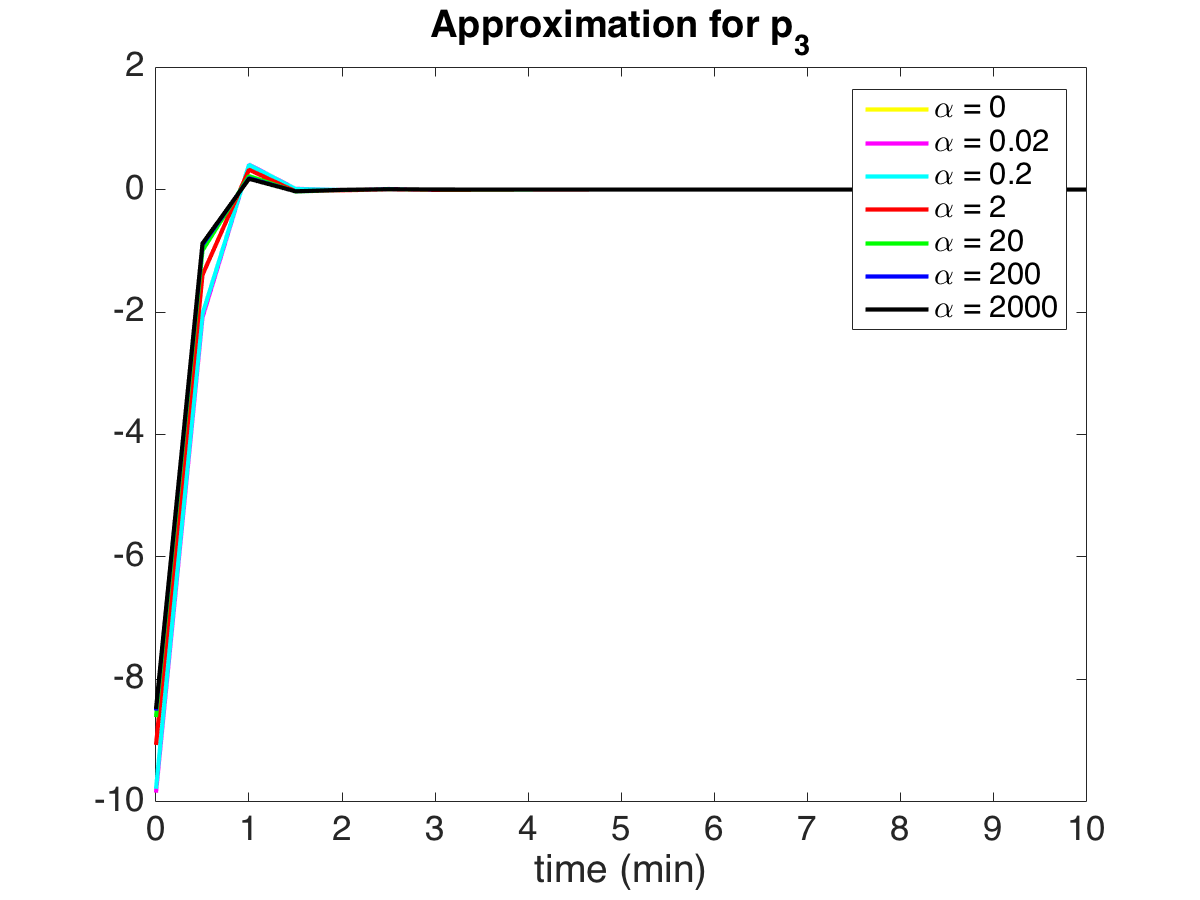 Approximation for p₃
2
0
-2
-4
-6
-8
-10
0 1 2 3 4 5 6 7 8 9 10
time (min)
α = 0
α = 0.02
α = 0.2
α = 2
α = 20
α = 200
α = 2000